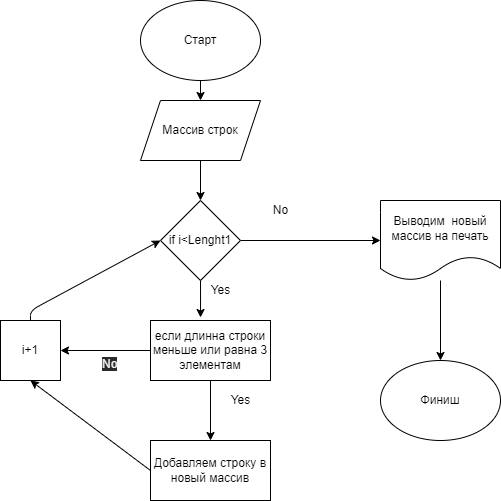 Старт
Массив строк
if i<Lenght1
No
Выводим новый
массив на печать
Yes
если длинна строки
меньше или равна 3
элементам
i+1
No
Yes
Финиш
Добавляем строку в
новый массив